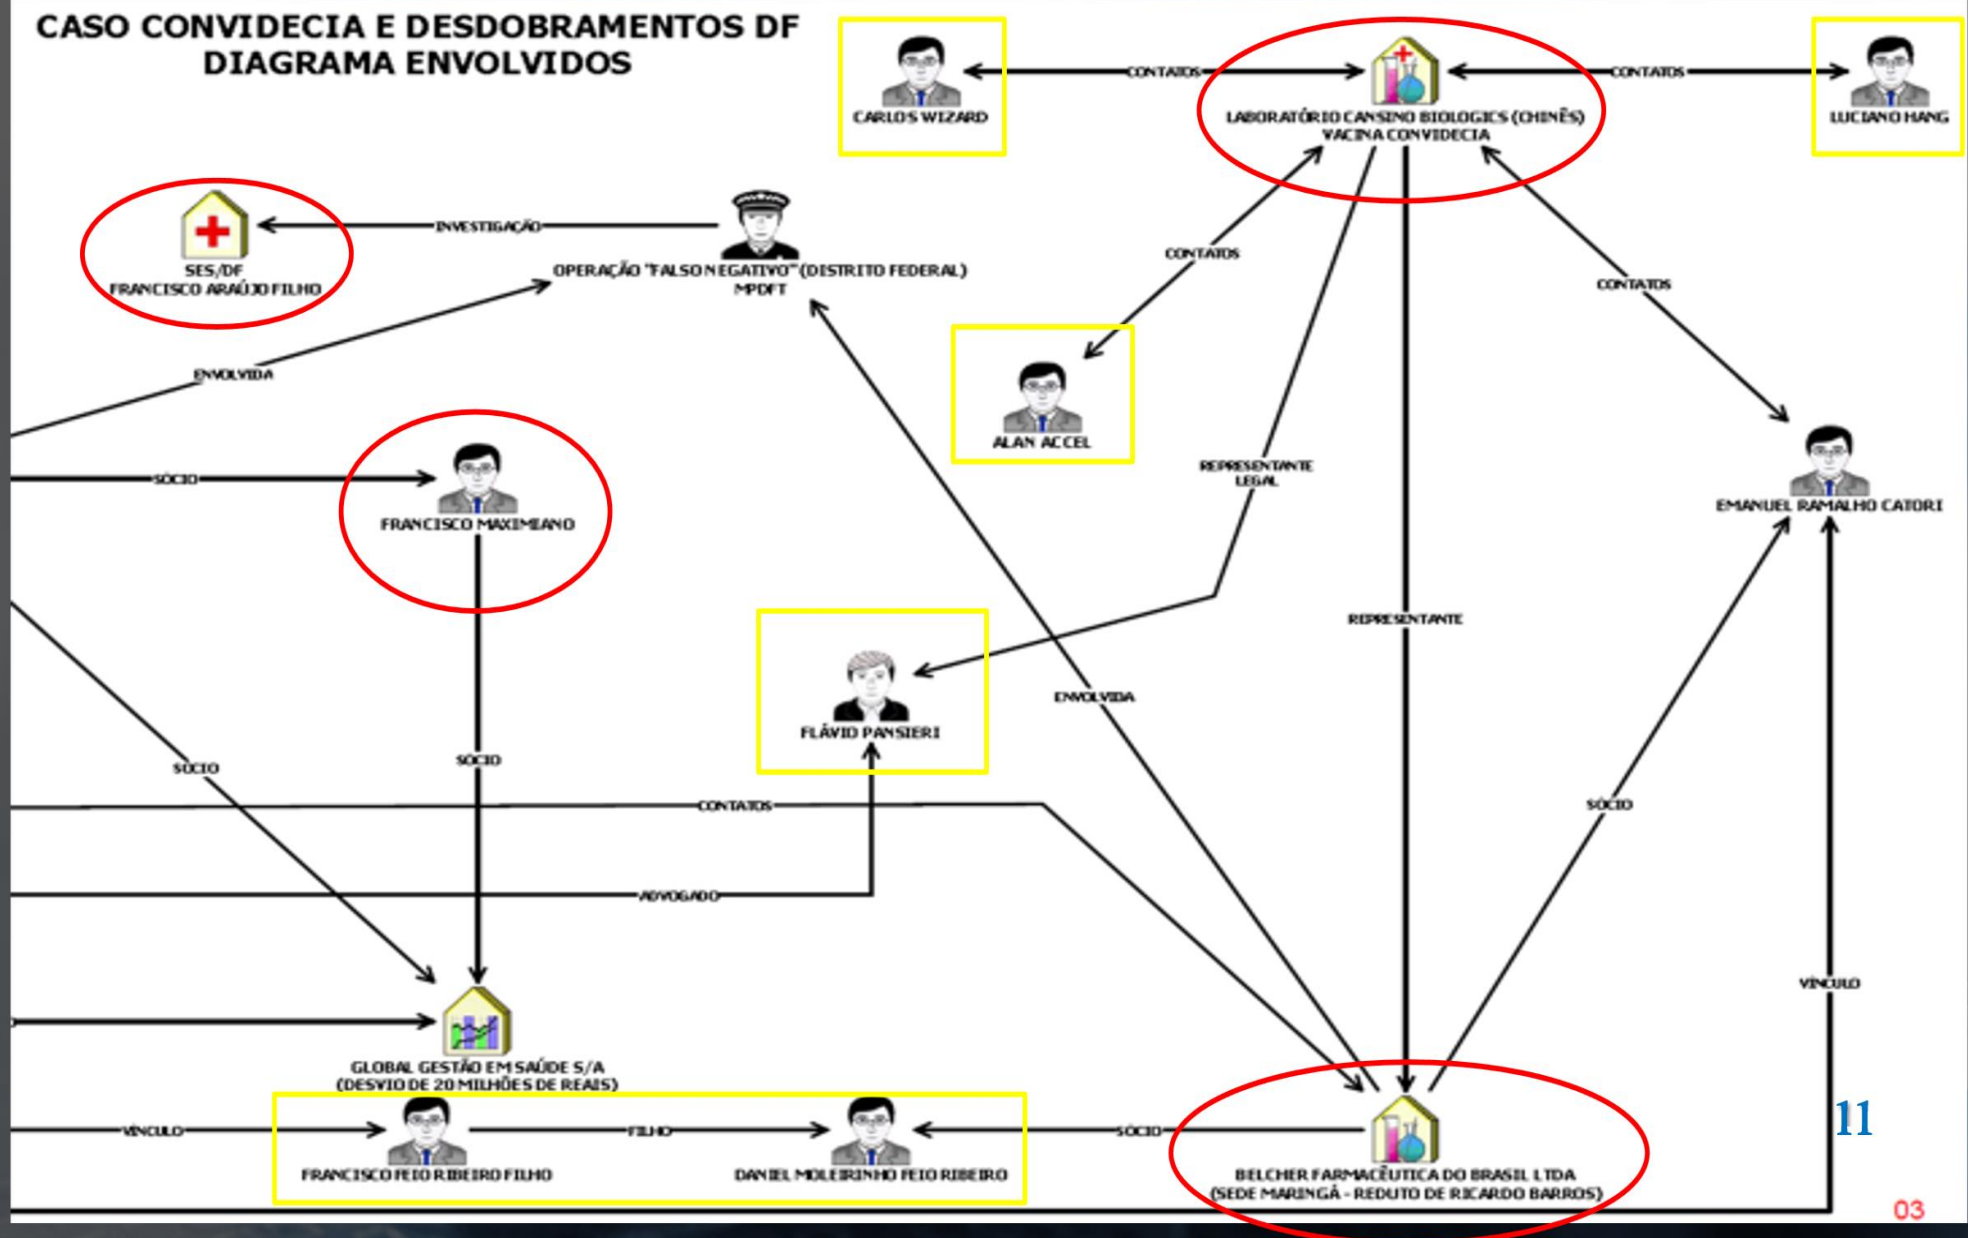 CASO CONVIDECIA E DESDOBRAMENTOS DF
DIAGRAMA ENVOLVIDOS
CARLOS WIZARD
CONTATOS
LABORATÓRIO CANSINO BIOLOGICS (CHINÊS)
VACINA CONVIDECIA
CONTATOS
LUCIANO HANG
SES/DF
FRANCISCO ARAÚJO FILHO
INVESTIGAÇÃO
OPERAÇÃO "FALSO NEGATIVO" (DISTRITO FEDERAL)
MPDFT
CONTATOS
CONTATOS
ENVOLVIDA
ALAN ACCEL
REPRESENTANTE
LEGAL
SÓCIO
FRANCISCO MAXIMIANO
EMANUEL RAMALHO CATORI
REPRESENTANTE
ENVOLVIDA
FLÁVIO PANSIERI
SÓCIO
SÓCIO
CONTATOS
SÓCIO
ADVOGADO
VÍNCULO
GLOBAL GESTÃO EM SAÚDE S/A
(DESVIO DE 20 MILHÕES DE REAIS)
VÍNCULO
FRANCISCO FEIO RIBEIRO FILHO
FILHO
DANIEL MOLEIRINHO FEIO RIBEIRO
SÓCIO
BELCHER FARMACÊUTICA DO BRASIL LTDA
(SEDE MARINGÁ - REDUTO DE RICARDO BARROS)
11
03